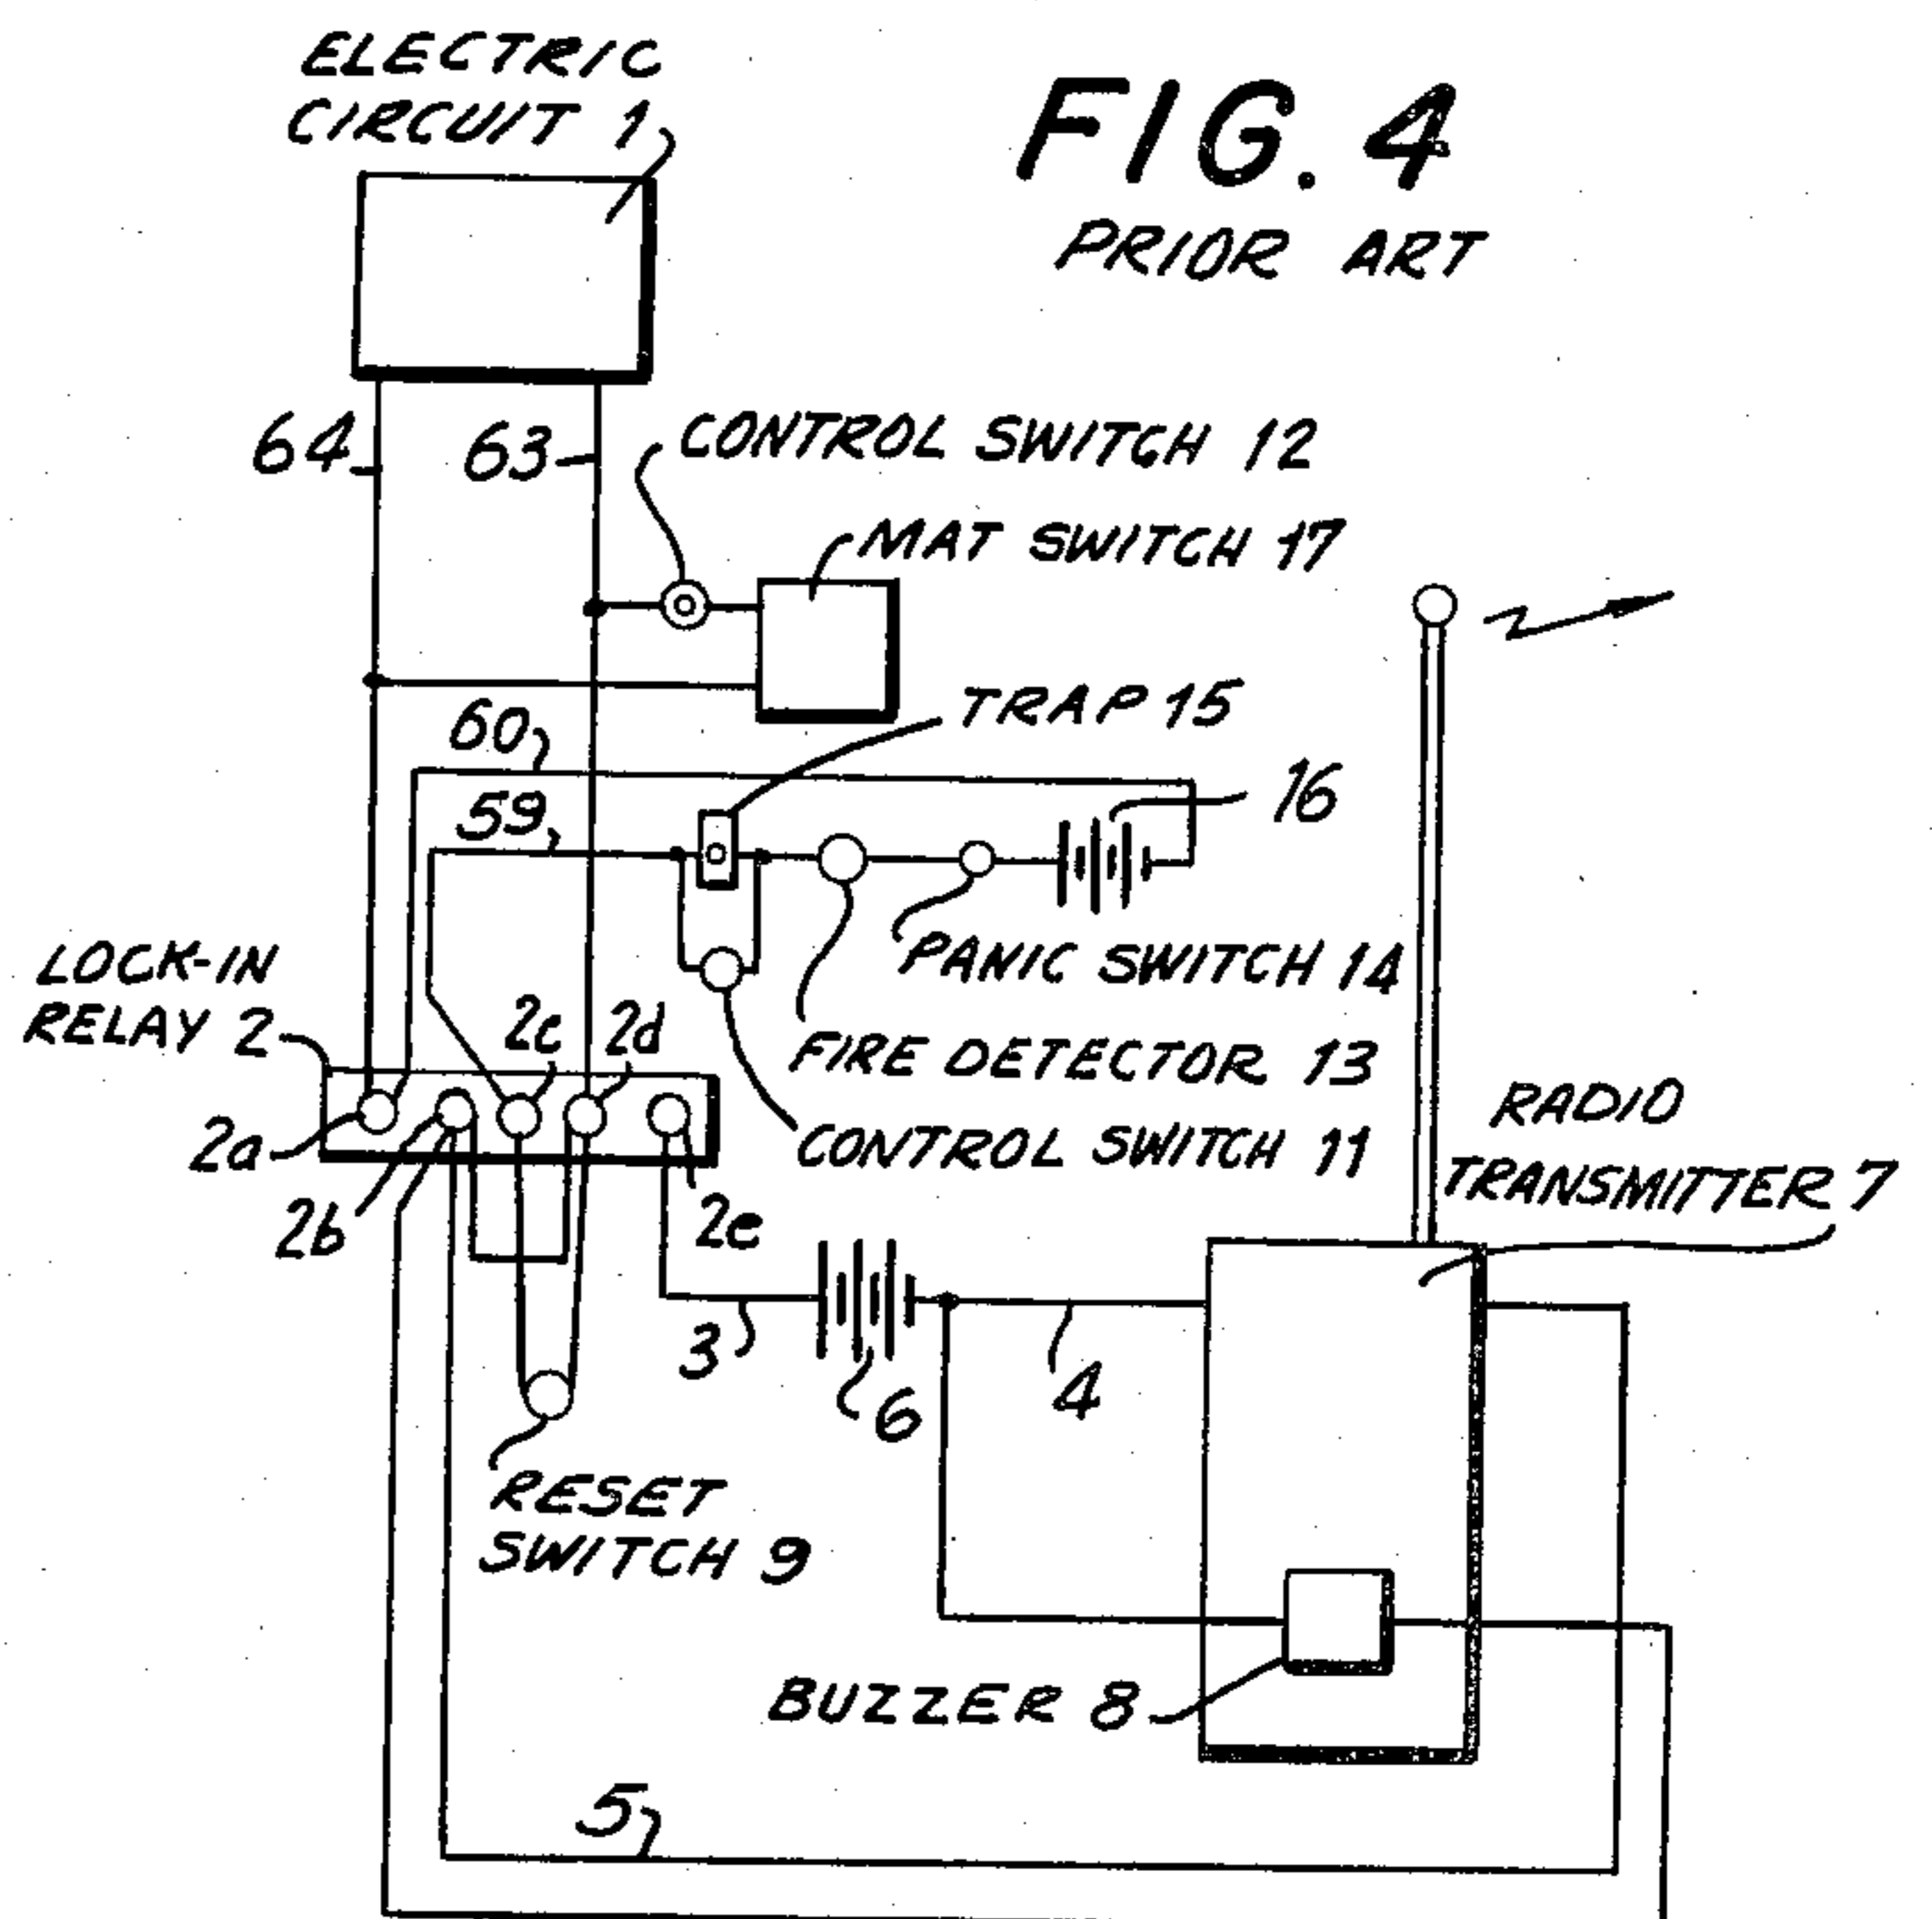 ELECTRIC
CIRCUIT 1
FIG. 4
PRIOR ART
64
63
CONTROL SWITCH 12
MAT SWITCH 17
TRAP 15
60
59
16
PANIC SWITCH 14
LOCK-IN
RELAY 2
2c
2d
FIRE DETECTOR 13
CONTROL SWITCH 11
RADIO
TRANSMITTER 7
2a
2b
2e
3
6
4
RESET
SWITCH 9
BUZZER 8
5